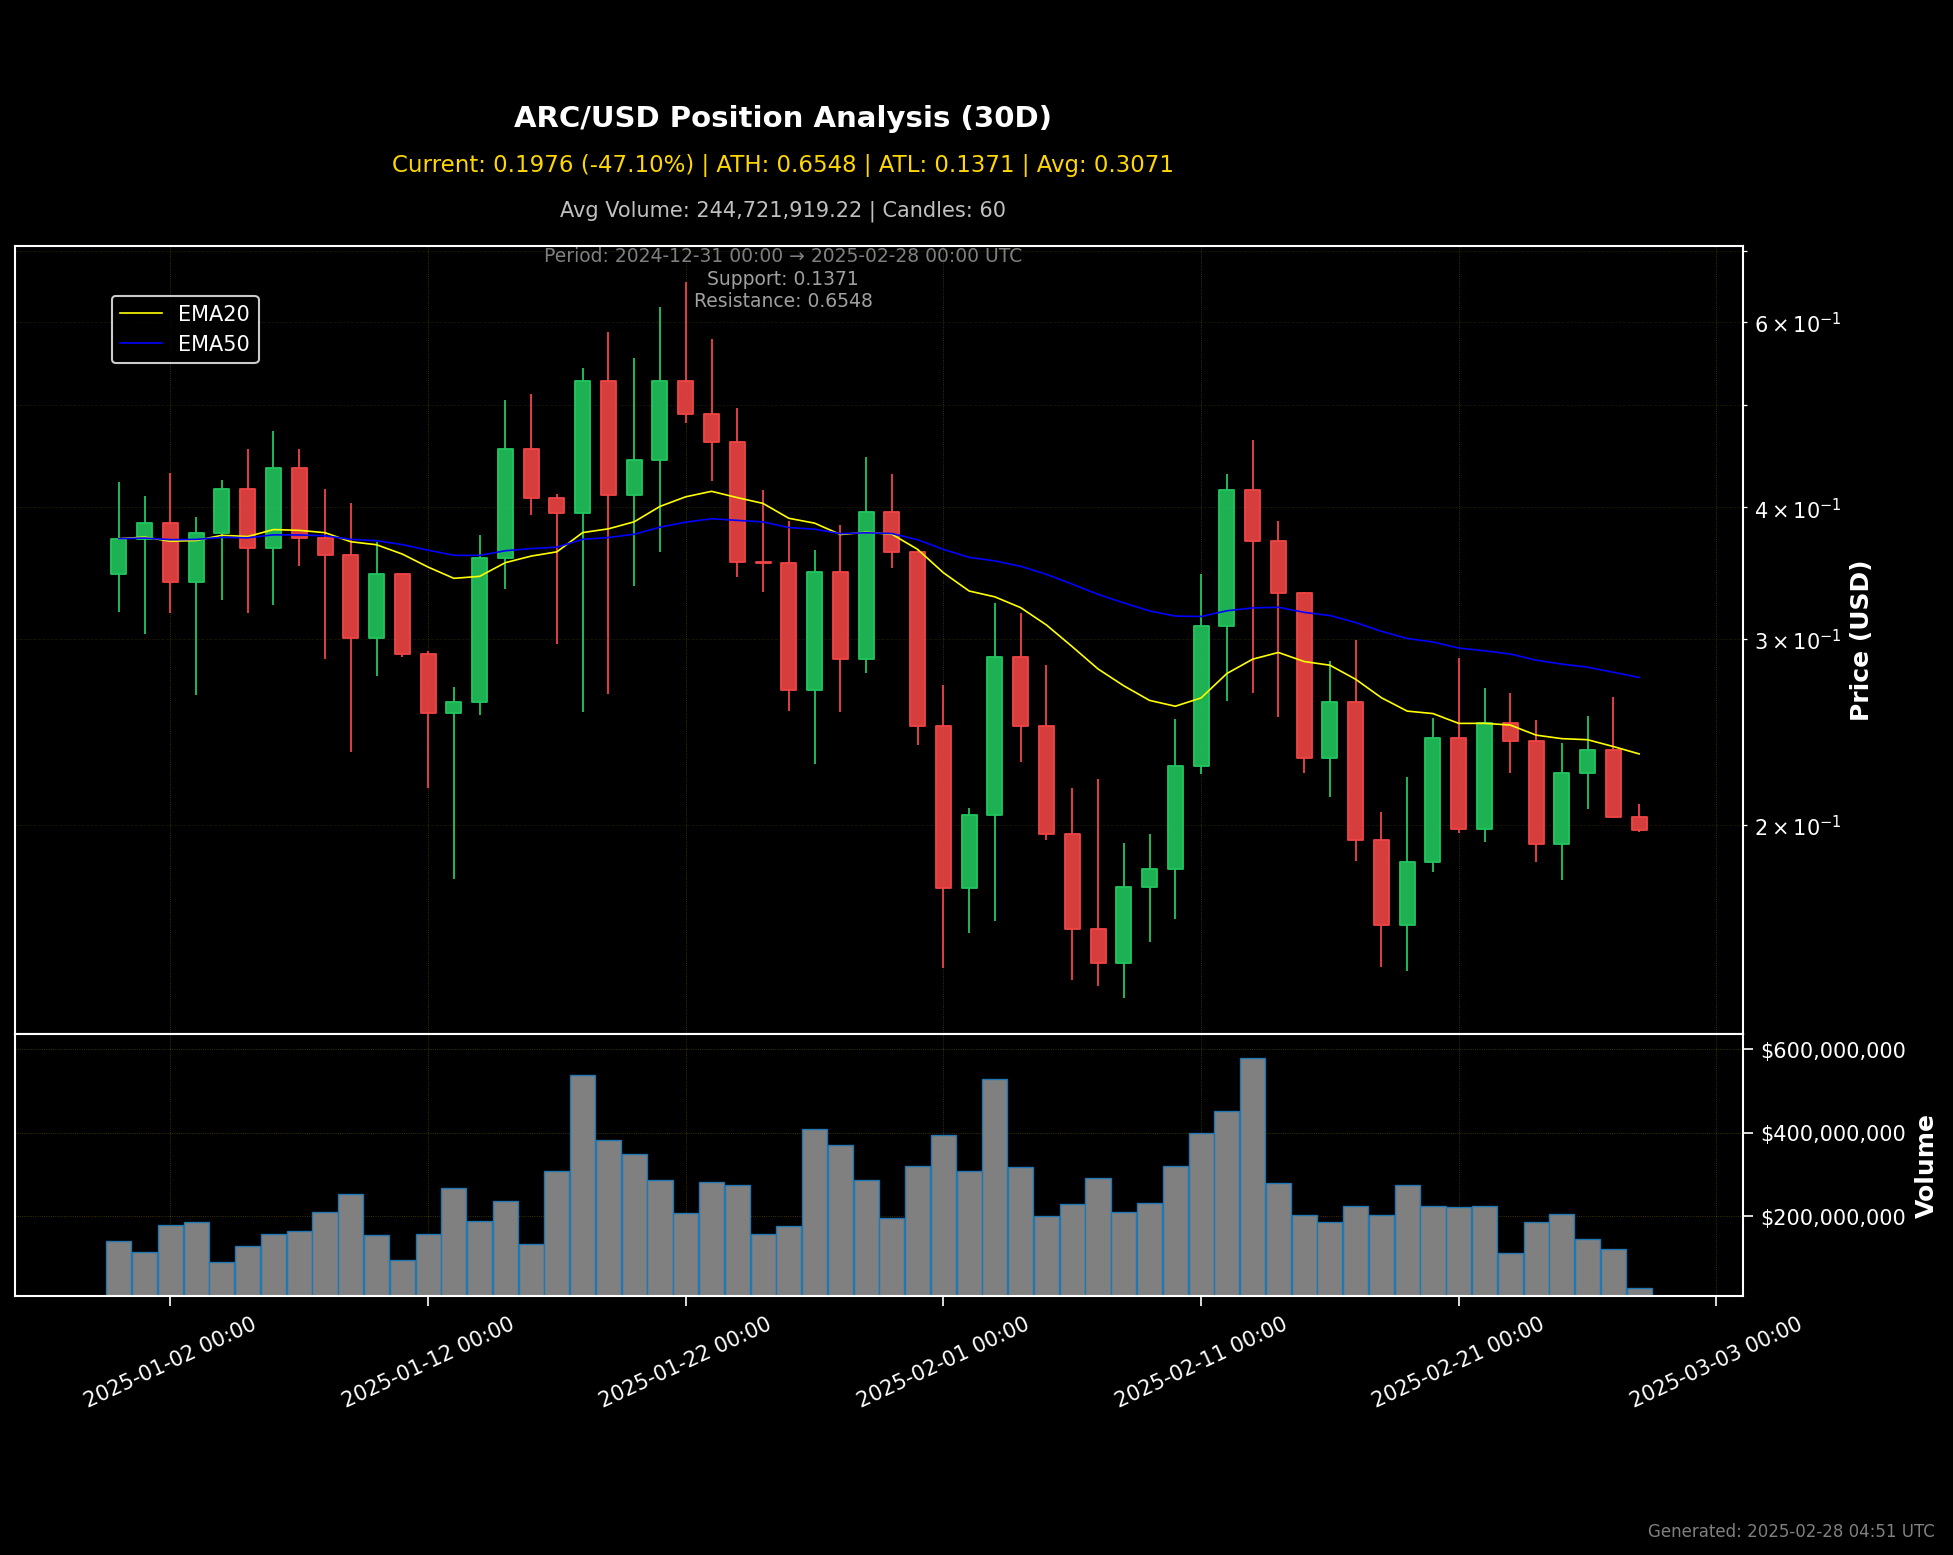 ARC/USD Position Analysis (30D)
Current: 0.1976 (-47.10%) | ATH: 0.6548 | ATL: 0.1371 | Avg: 0.3071
Avg Volume: 244,721,919.22 | Candles: 60
Period: 2024-12-31 00:00 → 2025-02-28 00:00 UTC
Support: 0.1371
Resistance: 0.6548
EMA20
EMA50
6 × 10⁻¹
4 × 10⁻¹
3 × 10⁻¹
2 × 10⁻¹
Price (USD)
$600,000,000
$400,000,000
$200,000,000
Volume
2025-01-02 00:00
2025-01-12 00:00
2025-01-22 00:00
2025-02-01 00:00
2025-02-11 00:00
2025-02-21 00:00
2025-03-03 00:00
Generated: 2025-02-28 04:51 UTC